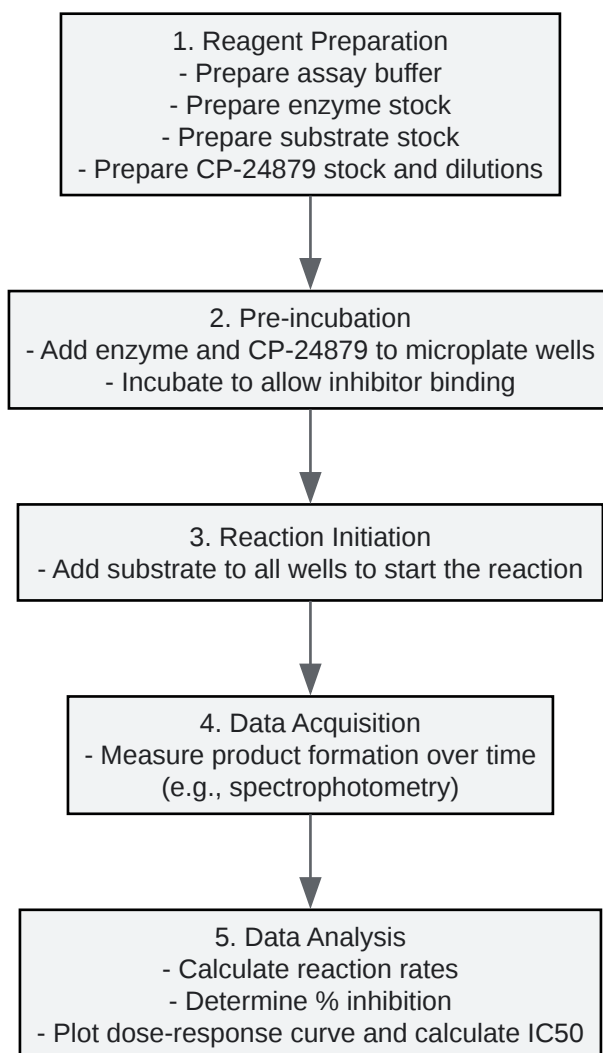 1. Reagent Preparation
- Prepare assay buffer
- Prepare enzyme stock
- Prepare substrate stock
- Prepare CP-24879 stock and dilutions
2. Pre-incubation
- Add enzyme and CP-24879 to microplate wells
- Incubate to allow inhibitor binding
3. Reaction Initiation
- Add substrate to all wells to start the reaction
4. Data Acquisition
- Measure product formation over time
(e.g., spectrophotometry)
5. Data Analysis
- Calculate reaction rates
- Determine % inhibition
- Plot dose-response curve and calculate IC50